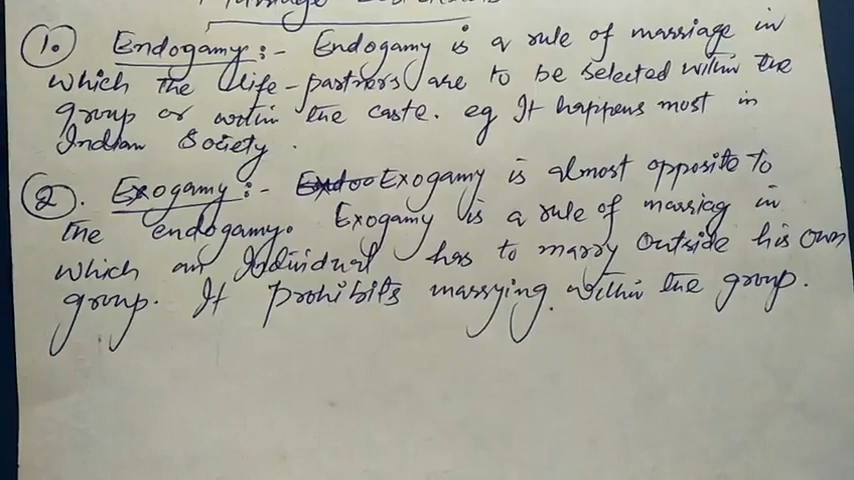 1. Endogamy :- Endogamy is a rule of marriage in
which the life-partners are to be selected within the
group or within the caste. eg It happens most in
Indian Society.
2. Exogamy :- Exogamy is almost opposite to
the endogamy. Exogamy is a rule of marriag in
which an Individual has to marry outside his own
group. It prohibits marrying within the group.